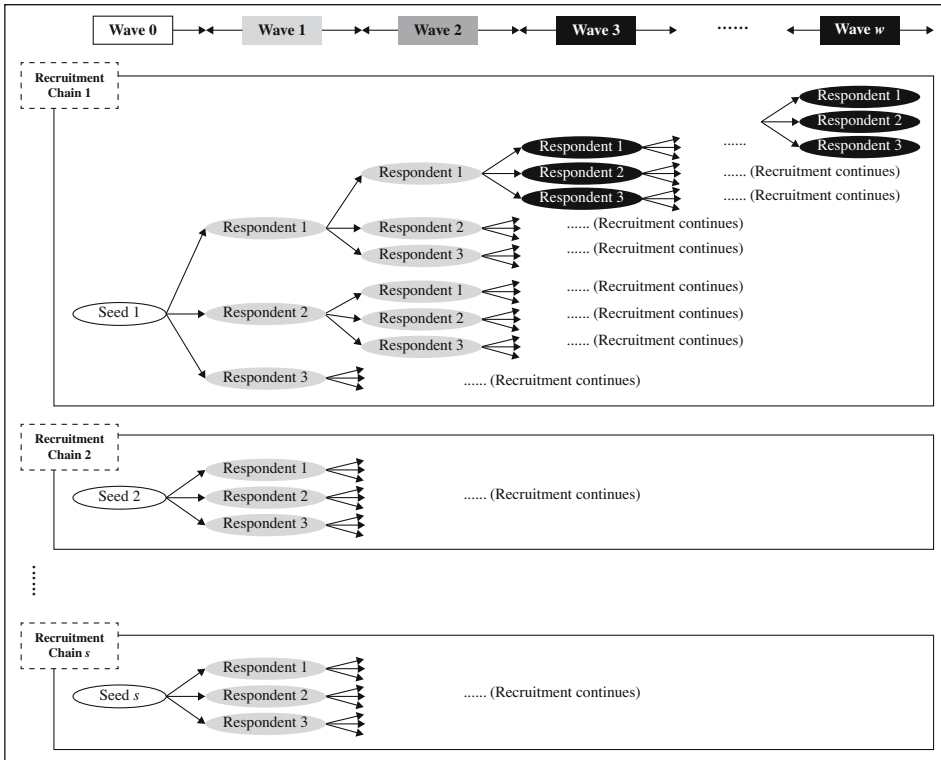 Wave 0 Wave 1 Wave 2 Wave 3 ...... Wave w
Recruitment
Chain 1
Respondent 1
Respondent 2
Respondent 3
Respondent 1 ......
Respondent 1 Respondent 2 ...... (Recruitment continues)
Respondent 3 ...... (Recruitment continues)
Respondent 1 Respondent 2 ...... (Recruitment continues)
Respondent 3 ...... (Recruitment continues)
Respondent 1 ...... (Recruitment continues)
Seed 1 Respondent 2 Respondent 2 ...... (Recruitment continues)
Respondent 3 ...... (Recruitment continues)
Respondent 3 ...... (Recruitment continues)
Recruitment
Chain 2
Respondent 1
Seed 2 Respondent 2 ...... (Recruitment continues)
Respondent 3
......
Recruitment
Chain s
Respondent 1
Seed s Respondent 2 ...... (Recruitment continues)
Respondent 3